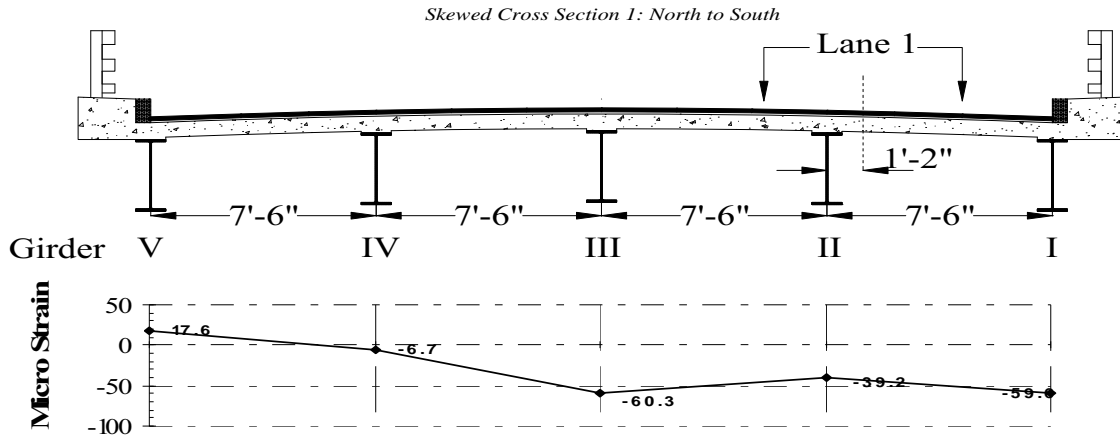 Skewed Cross Section 1: North to South
Lane 1
1'-2"
7'-6" 7'-6" 7'-6" 7'-6"
Girder V IV III II I
Micro Strain
50
0
-50
-100
17.6
-6.7
-60.3
-39.2